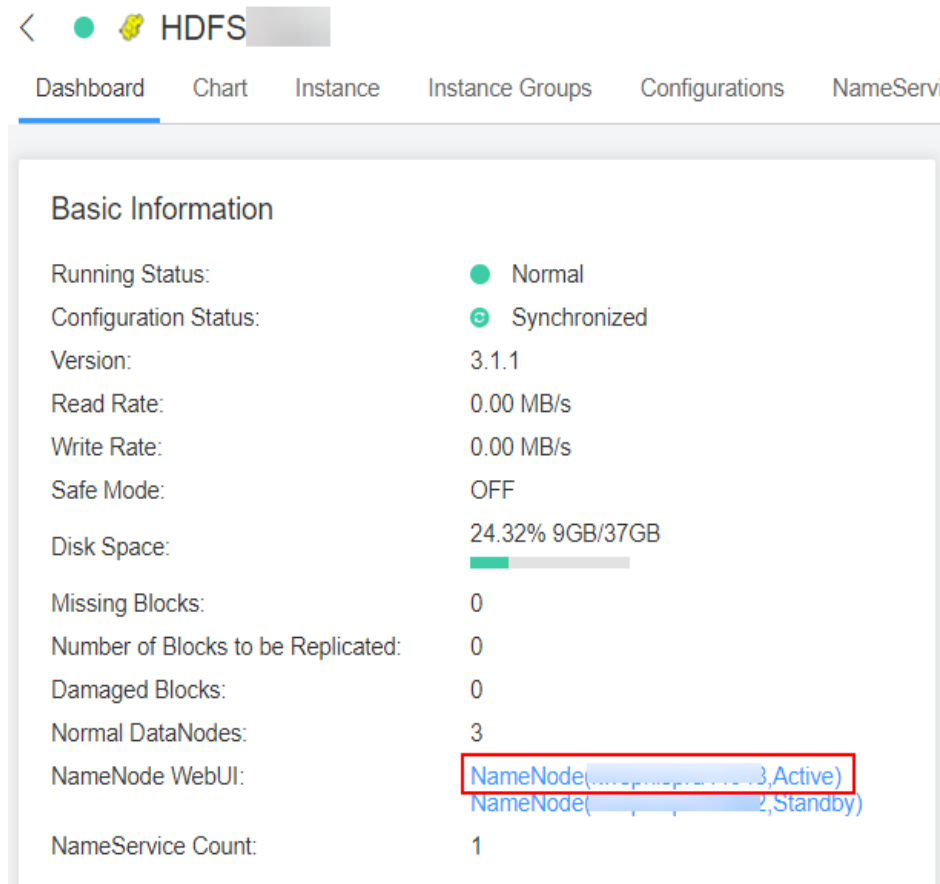 HDFS
Dashboard Chart Instance Instance Groups Configurations NameServi
Basic Information
Running Status: Normal
Configuration Status: Synchronized
Version: 3.1.1
Read Rate: 0.00 MB/s
Write Rate: 0.00 MB/s
Safe Mode: OFF
Disk Space: 24.32% 9GB/37GB
Missing Blocks: 0
Number of Blocks to be Replicated: 0
Damaged Blocks: 0
Normal DataNodes: 3
NameNode WebUI: NameNode( ,Active)
NameNode( 2,Standby)
NameService Count: 1